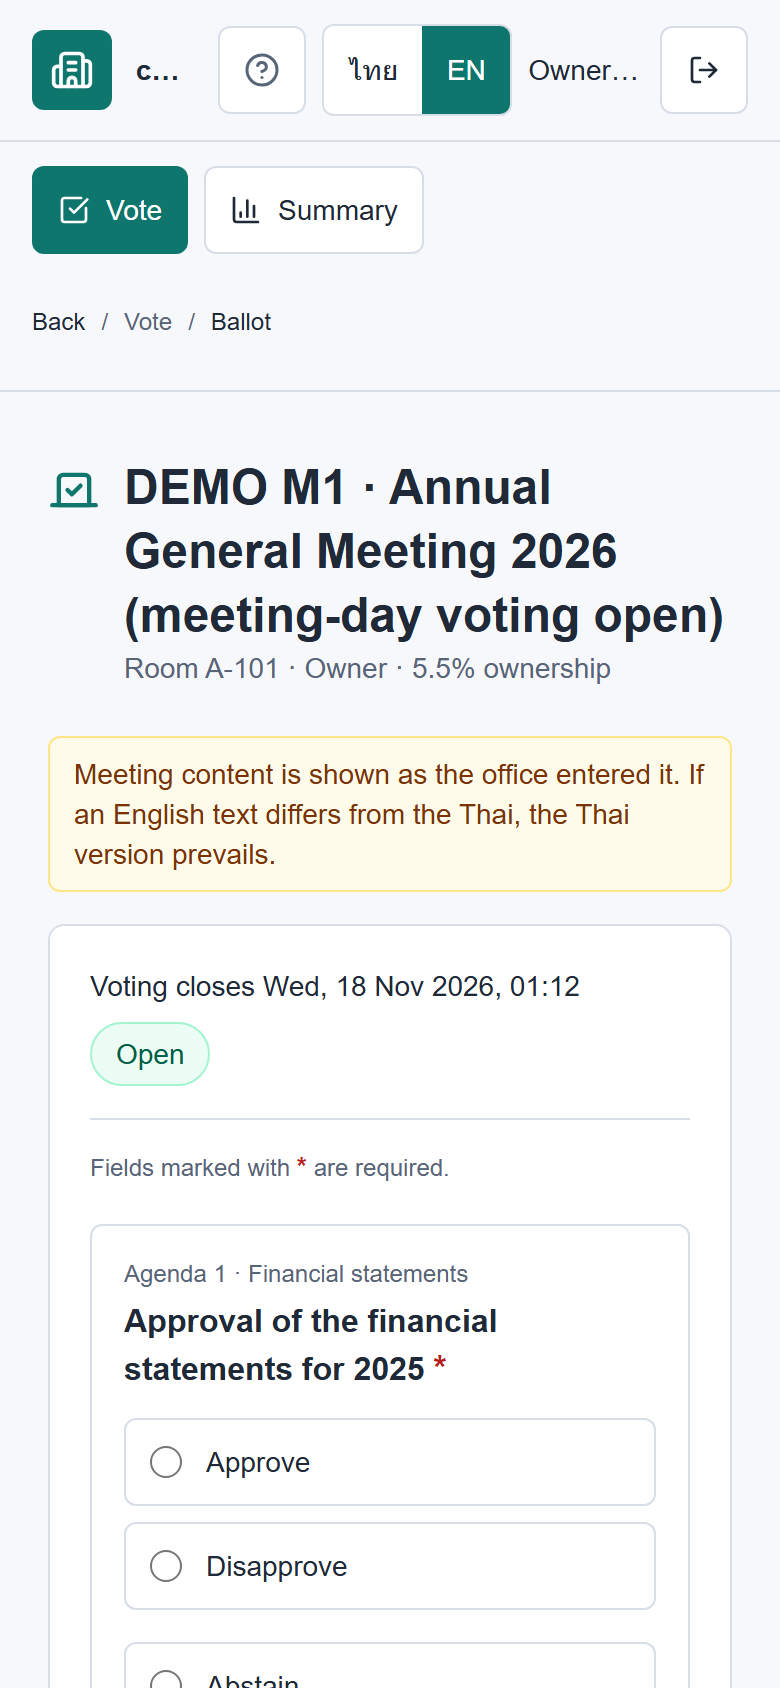 c...
ไทย
EN
Owner...
Vote
Summary
Back / Vote / Ballot
DEMO M1 · Annual
General Meeting 2026
(meeting-day voting open)
Room A-101 · Owner · 5.5% ownership
Meeting content is shown as the office entered it. If
an English text differs from the Thai, the Thai
version prevails.
Voting closes Wed, 18 Nov 2026, 01:12
Open
Fields marked with * are required.
Agenda 1 · Financial statements
Approval of the financial
statements for 2025 *
Approve
Disapprove
Abstain